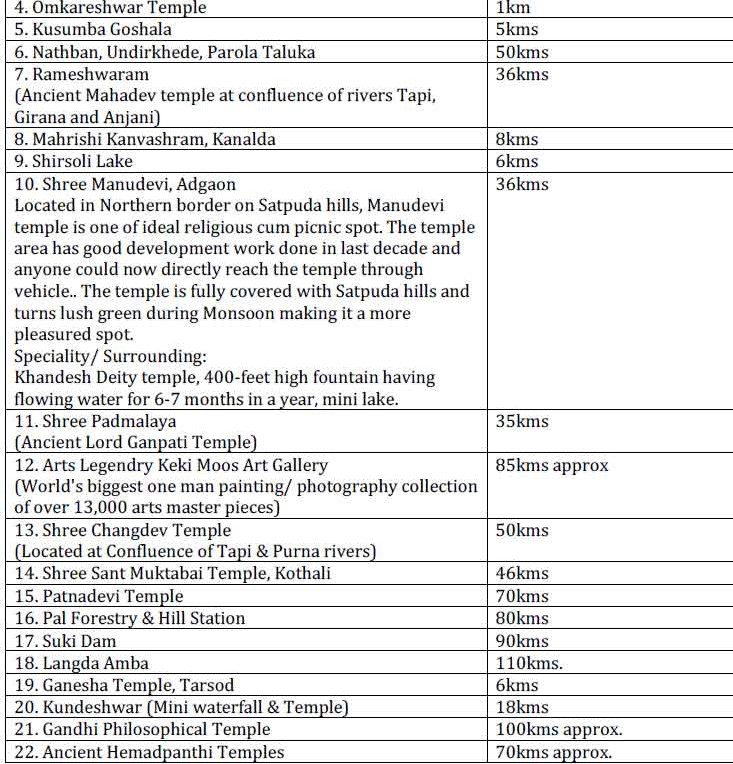 4. Omkareshwar Temple 1km
5. Kusumba Goshala 5kms
6. Nathban, Undirkhede, Parola Taluka 50kms
7. Rameshwaram 36kms
(Ancient Mahadev temple at confluence of rivers Tapi,
Girana and Anjani)
8. Mahrishi Kanvashram, Kanalda 8kms
9. Shirsoli Lake 6kms
10. Shree Manudevi, Adgaon 36kms
Located in Northern border on Satpuda hills, Manudevi
temple is one of ideal religious cum picnic spot. The temple
area has good development work done in last decade and
anyone could now directly reach the temple through
vehicle.. The temple is fully covered with Satpuda hills and
turns lush green during Monsoon making it a more
pleasured spot.
Speciality/ Surrounding:
Khandesh Deity temple, 400-feet high fountain having
flowing water for 6-7 months in a year, mini lake.
11. Shree Padmalaya 35kms
(Ancient Lord Ganpati Temple)
12. Arts Legendry Keki Moos Art Gallery 85kms approx
(World's biggest one man painting/ photography collection
of over 13,000 arts master pieces)
13. Shree Changdev Temple 50kms
(Located at Confluence of Tapi & Purna rivers)
14. Shree Sant Muktabai Temple, Kothali 46kms
15. Patnadevi Temple 70kms
16. Pal Forestry & Hill Station 80kms
17. Suki Dam 90kms
18. Langda Amba 110kms.
19. Ganesha Temple, Tarsod 6kms
20. Kundeshwar (Mini waterfall & Temple) 18kms
21. Gandhi Philosophical Temple 100kms approx.
22. Ancient Hemadpanthi Temples 70kms approx.